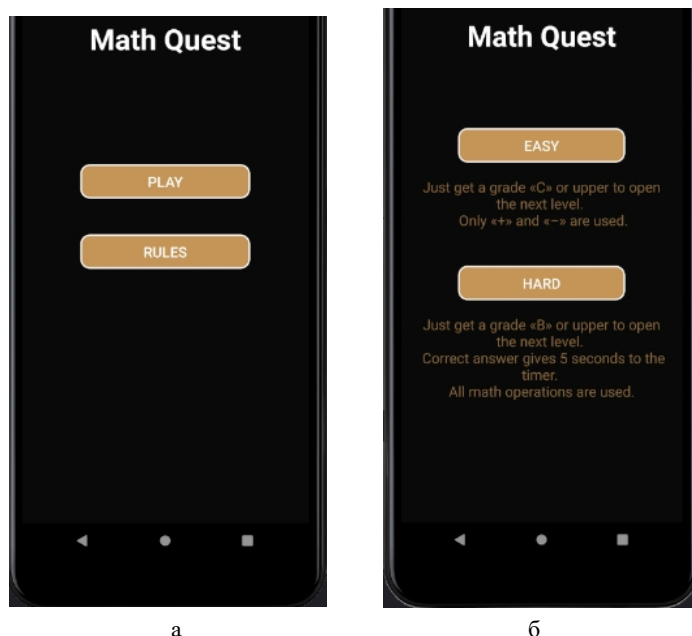 Math Quest
PLAY
RULES
а
Math Quest
EASY
Just get a grade «C» or upper to open
the next level.
Only «+» and «−» are used.
HARD
Just get a grade «B» or upper to open
the next level.
Correct answer gives 5 seconds to the
timer.
All math operations are used.
б